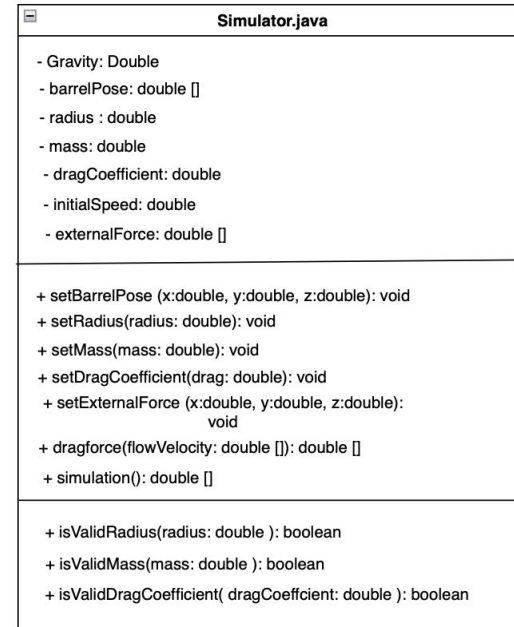 Simulator.java
- Gravity: Double
- barrelPose: double []
- radius : double
- mass: double
- dragCoefficient: double
- initialSpeed: double
- externalForce: double []
+ setBarrelPose (x:double, y:double, z:double): void
+ setRadius(radius: double): void
+ setMass(mass: double): void
+ setDragCoefficient(drag: double): void
+ setExternalForce (x:double, y:double, z:double):
void
+ dragforce(flowVelocity: double []): double []
+ simulation(): double []
+ isValidRadius(radius: double ): boolean
+ isValidMass(mass: double ): boolean
+ isValidDragCoefficient( dragCoeffcient: double ): boolean